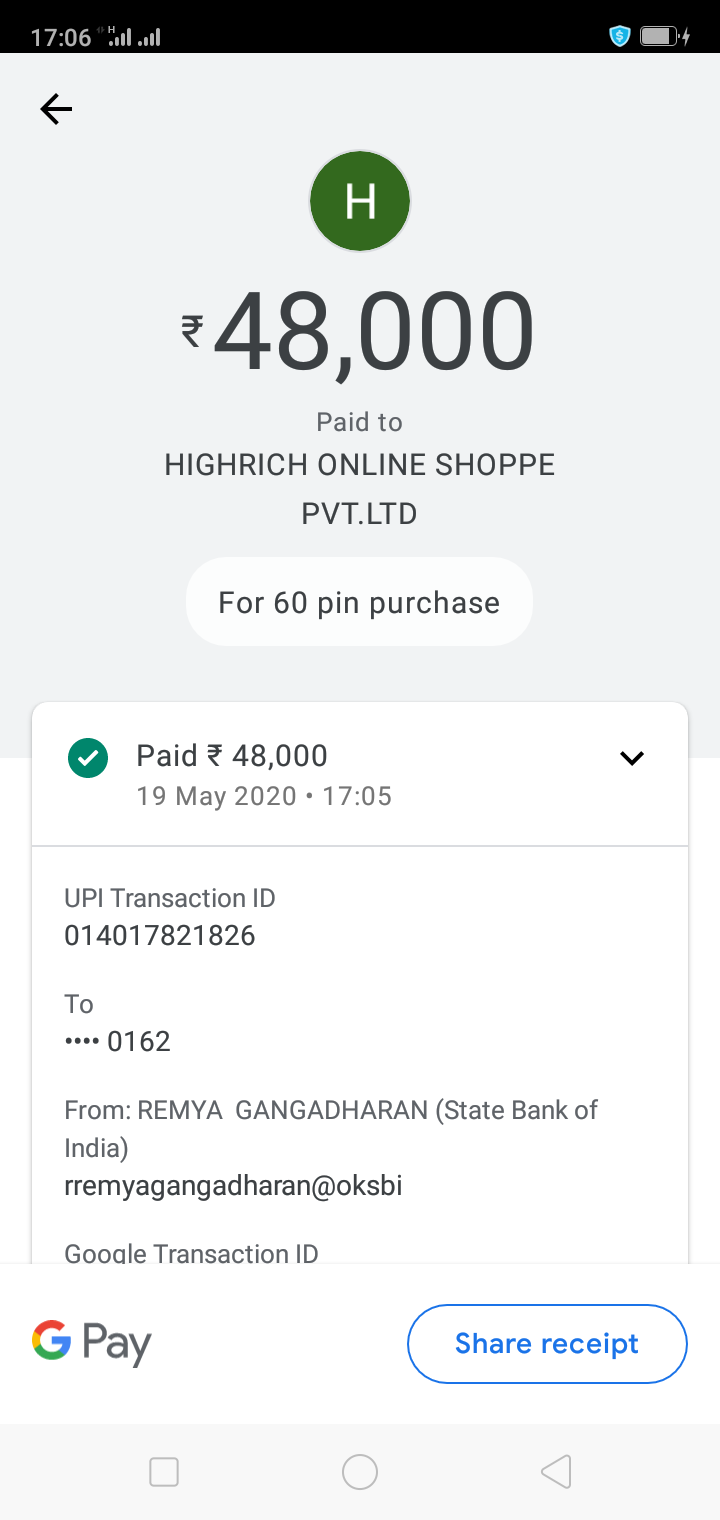 17:06
H
H
₹48,000
Paid to
HIGHRICH ONLINE SHOPPE
PVT.LTD
For 60 pin purchase
Paid ₹ 48,000
19 May 2020 • 17:05
UPI Transaction ID
014017821826
To
•••• 0162
From: REMYA  GANGADHARAN (State Bank of
India)
rremyagangadharan@oksbi
Google Transaction ID
G Pay
Share receipt